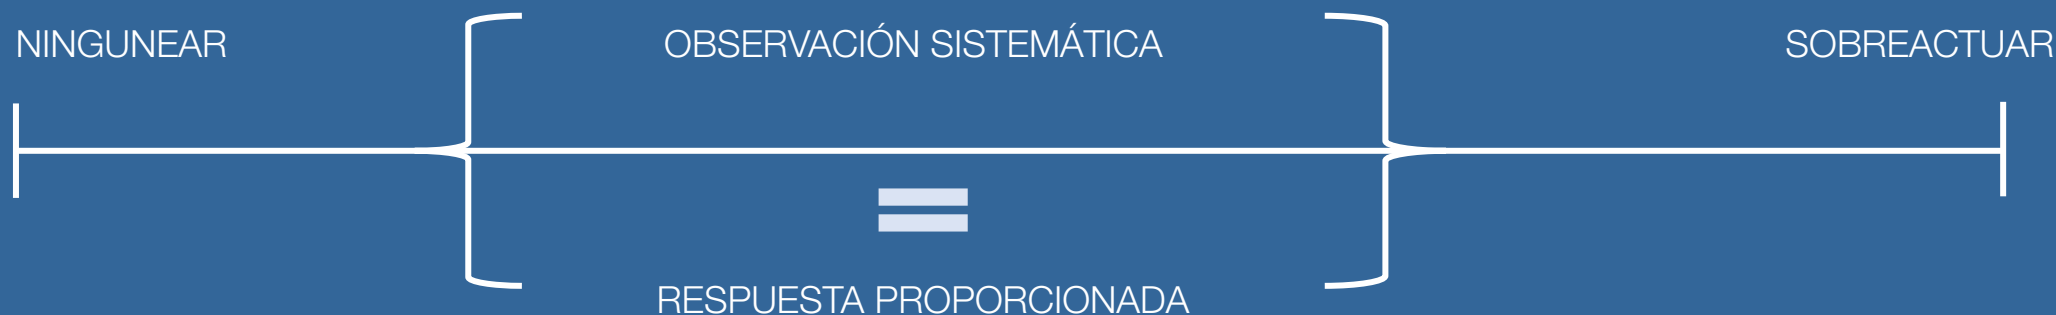 NINGUNEAR
OBSERVACIÓN SISTEMÁTICA
SOBREACTUAR
=
RESPUESTA PROPORCIONADA